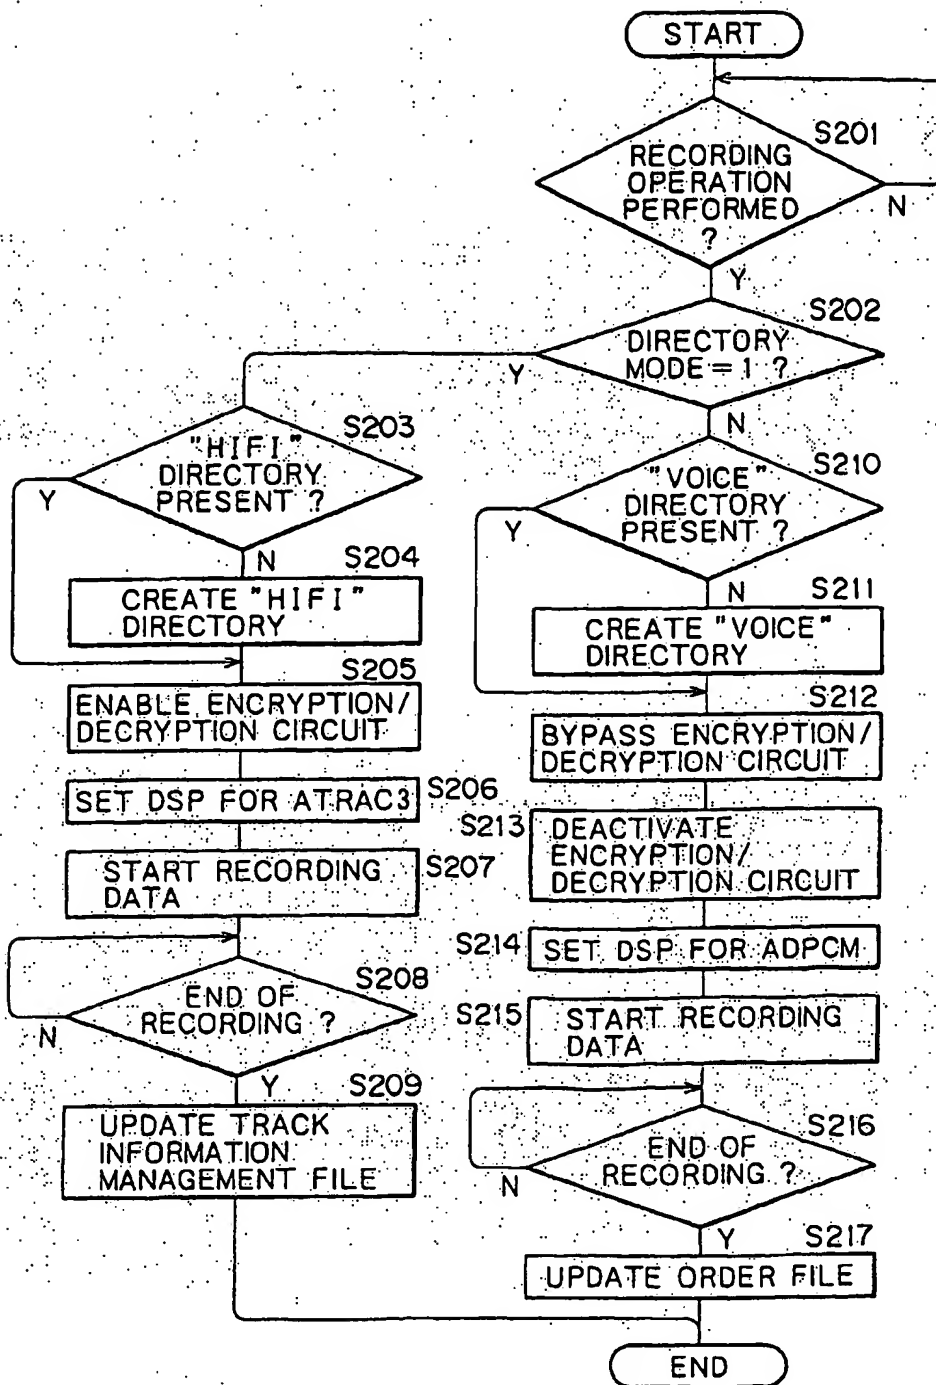 START
S201
RECORDING
OPERATION
PERFORMED
?
N
Y
S202
DIRECTORY
MODE = 1 ?
Y
N
S203
"HIFI"
DIRECTORY
PRESENT ?
Y
N
S204
CREATE "HIFI"
DIRECTORY
S205
ENABLE ENCRYPTION/
DECRYPTION CIRCUIT
SET DSP FOR ATRAC3
S206
START RECORDING
DATA
S207
S208
END OF
RECORDING ?
N
Y
S209
UPDATE TRACK
INFORMATION
MANAGEMENT FILE
S210
"VOICE"
DIRECTORY
PRESENT ?
Y
N
S211
CREATE "VOICE"
DIRECTORY
S212
BYPASS ENCRYPTION/
DECRYPTION CIRCUIT
S213
DEACTIVATE
ENCRYPTION/
DECRYPTION CIRCUIT
S214
SET DSP FOR ADPCM
S215
START RECORDING
DATA
S216
END OF
RECORDING ?
N
Y
S217
UPDATE ORDER FILE
END